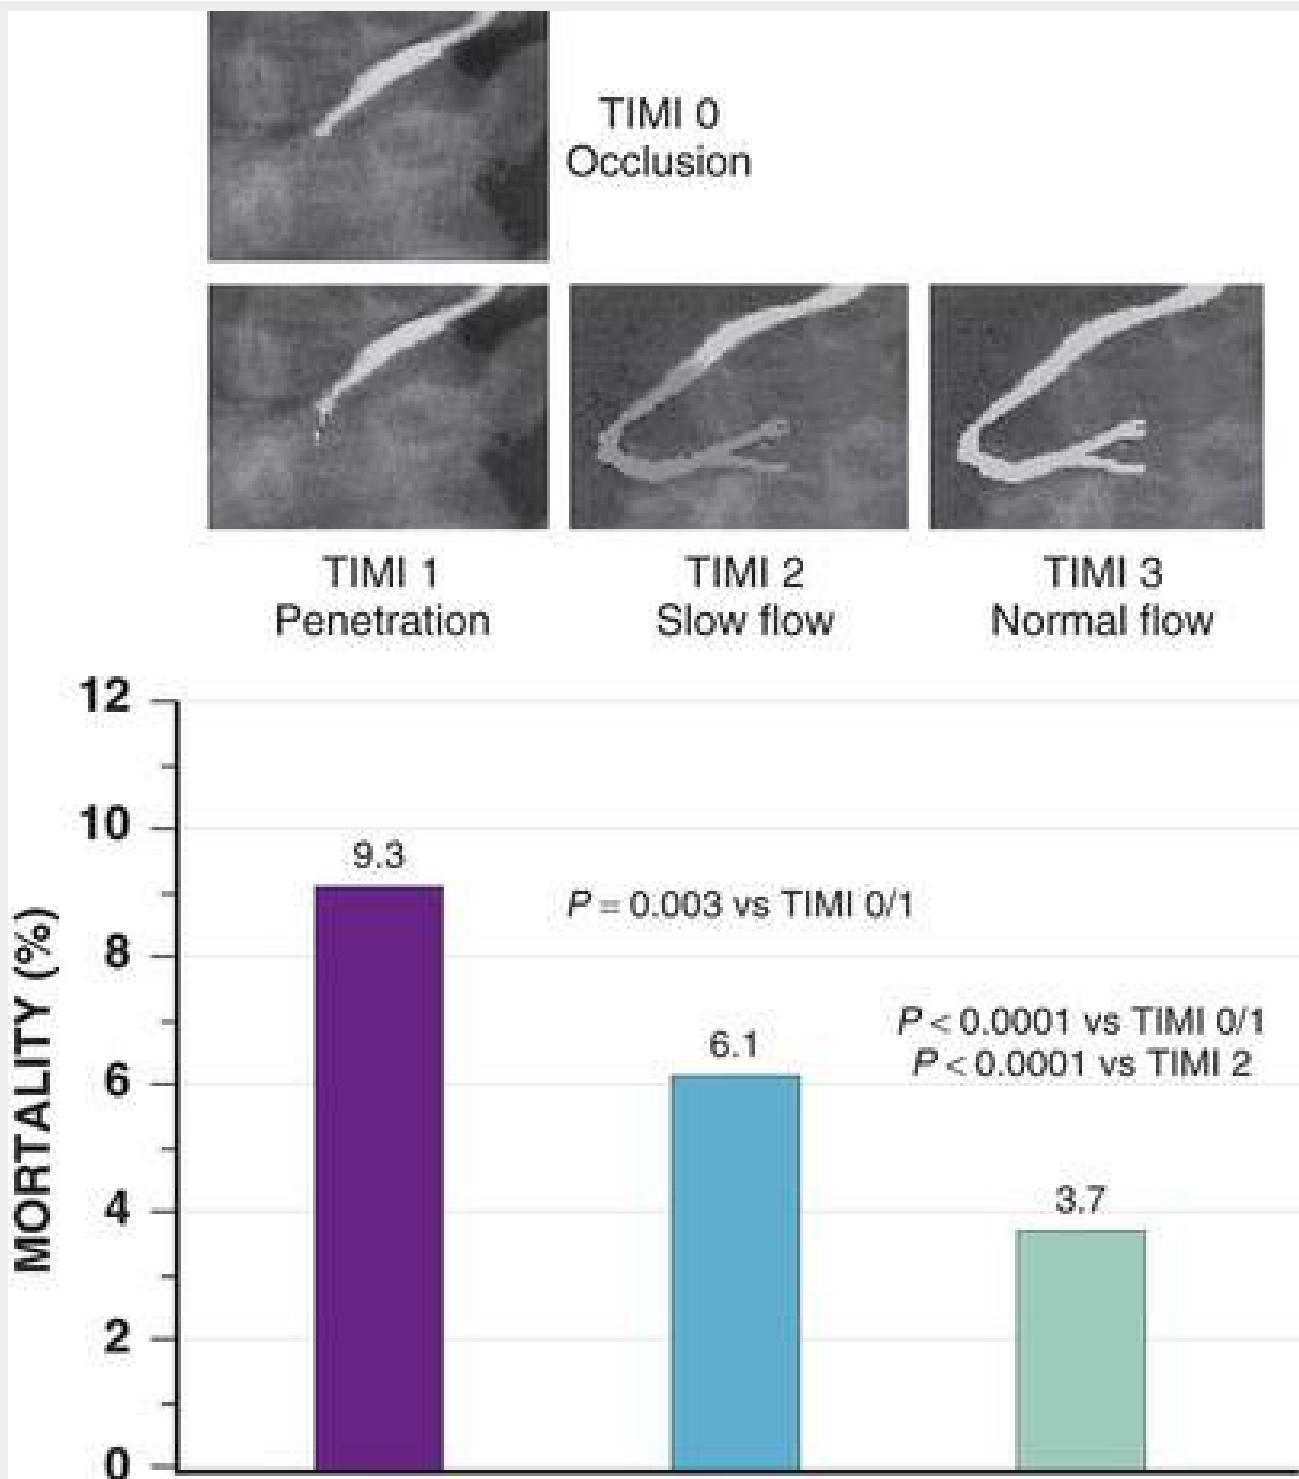 TIMI 0
Occlusion
TIMI 1
Penetration
TIMI 2
Slow flow
TIMI 3
Normal flow
MORTALITY (%)
12
10
8
6
4
2
0
9.3
P = 0.003 vs TIMI 0/1
6.1
P < 0.0001 vs TIMI 0/1
P < 0.0001 vs TIMI 2
3.7